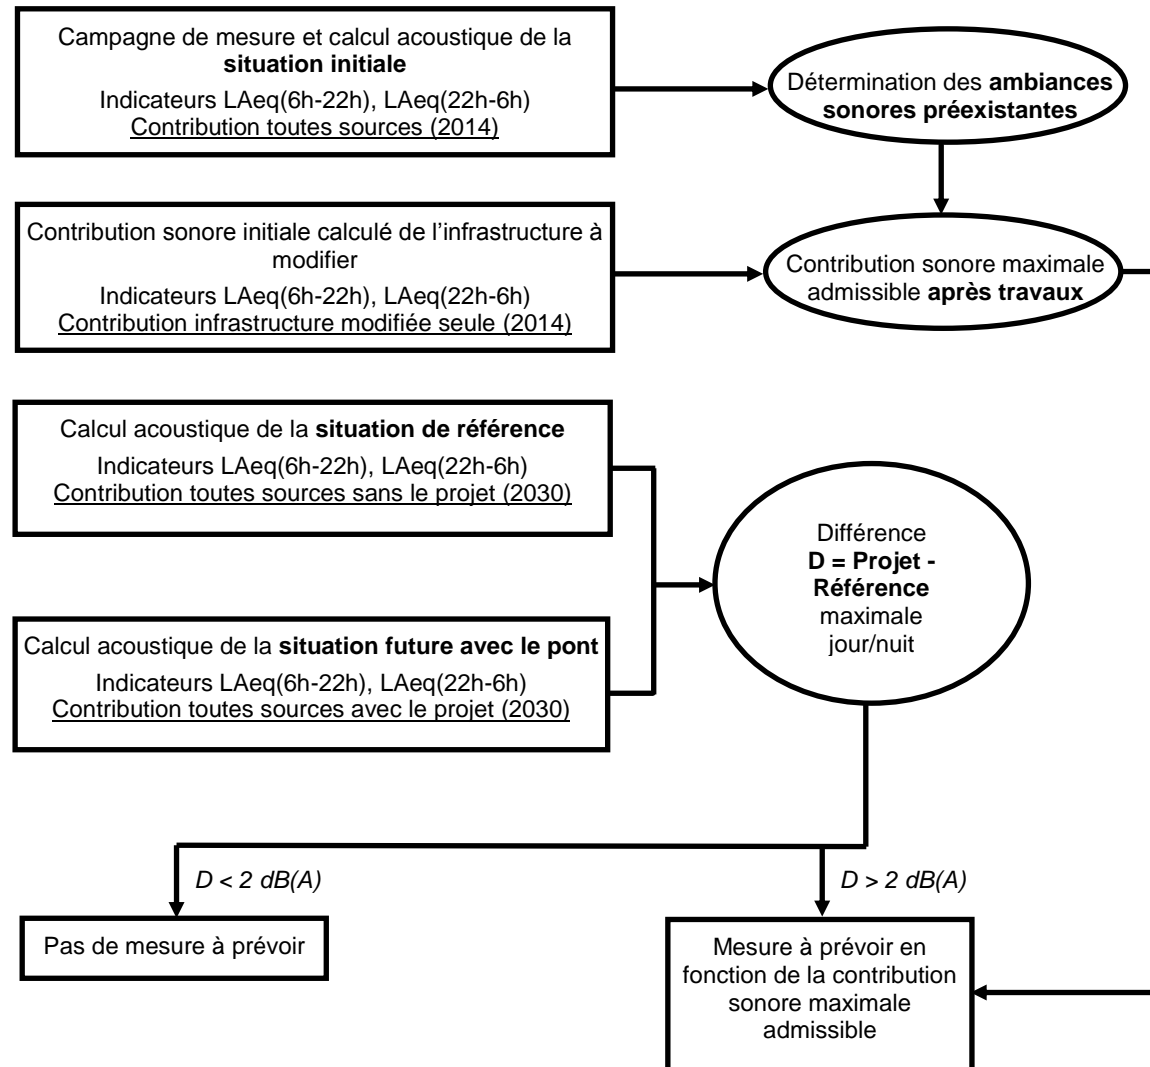 Campagne de mesure et calcul acoustique de la
situation initiale
Indicateurs LAeq(6h-22h), LAeq(22h-6h)
Contribution toutes sources (2014)
Détermination des ambiances
sonores préexistantes
Contribution sonore initiale calculé de l'infrastructure à
modifier
Indicateurs LAeq(6h-22h), LAeq(22h-6h)
Contribution infrastructure modifiée seule (2014)
Contribution sonore maximale
admissible après travaux
Calcul acoustique de la situation de référence
Indicateurs LAeq(6h-22h), LAeq(22h-6h)
Contribution toutes sources sans le projet (2030)
Différence
D = Projet -
Référence
maximale
jour/nuit
Calcul acoustique de la situation future avec le pont
Indicateurs LAeq(6h-22h), LAeq(22h-6h)
Contribution toutes sources avec le projet (2030)
D < 2 dB(A)
D > 2 dB(A)
Pas de mesure à prévoir
Mesure à prévoir en
fonction de la contribution
sonore maximale
admissible